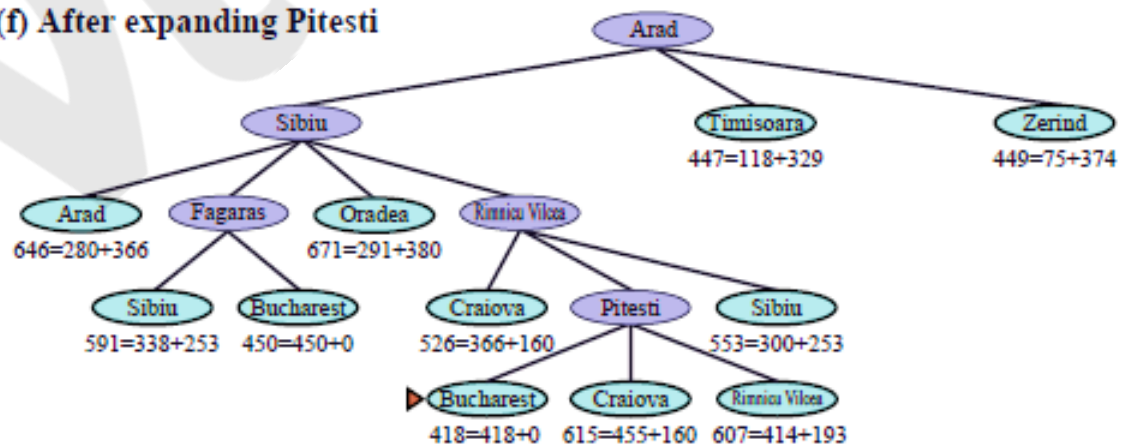 (f) After expanding Pitesti
Arad
Sibiu
Timisoara
Zerind
447=118+329
449=75+374
Arad
Fagaras
Oradea
Rimnicu Vilcea
646=280+366
671=291+380
Sibiu
Bucharest
Craiova
Pitesti
Sibiu
591=338+253
450=450+0
526=366+160
553=300+253
Bucharest
Craiova
Rimnicu Vilcea
418=418+0
615=455+160
607=414+193